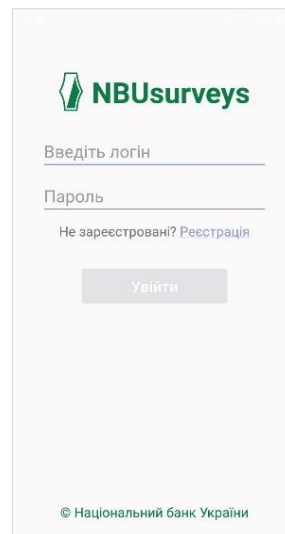 NBUsurveys
Введіть логін
Пароль
Не зареєстровані? Реєстрація
Увійти
© Національний банк України